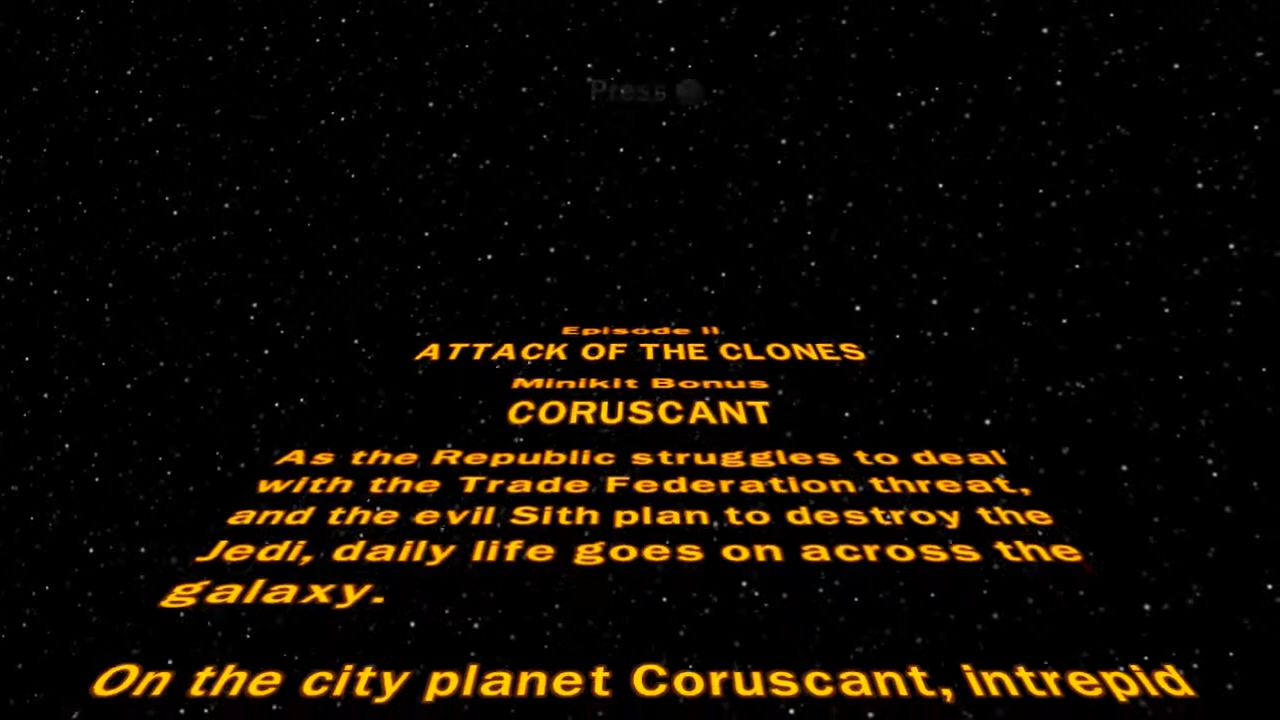 Press
Episode II
ATTACK OF THE CLONES
Minikit Bonus
CORUSCANT
As the Republic struggles to deal
with the Trade Federation threat,
and the evil Sith plan to destroy the
Jedi, daily life goes on across the
galaxy.
On the city planet Coruscant, intrepid